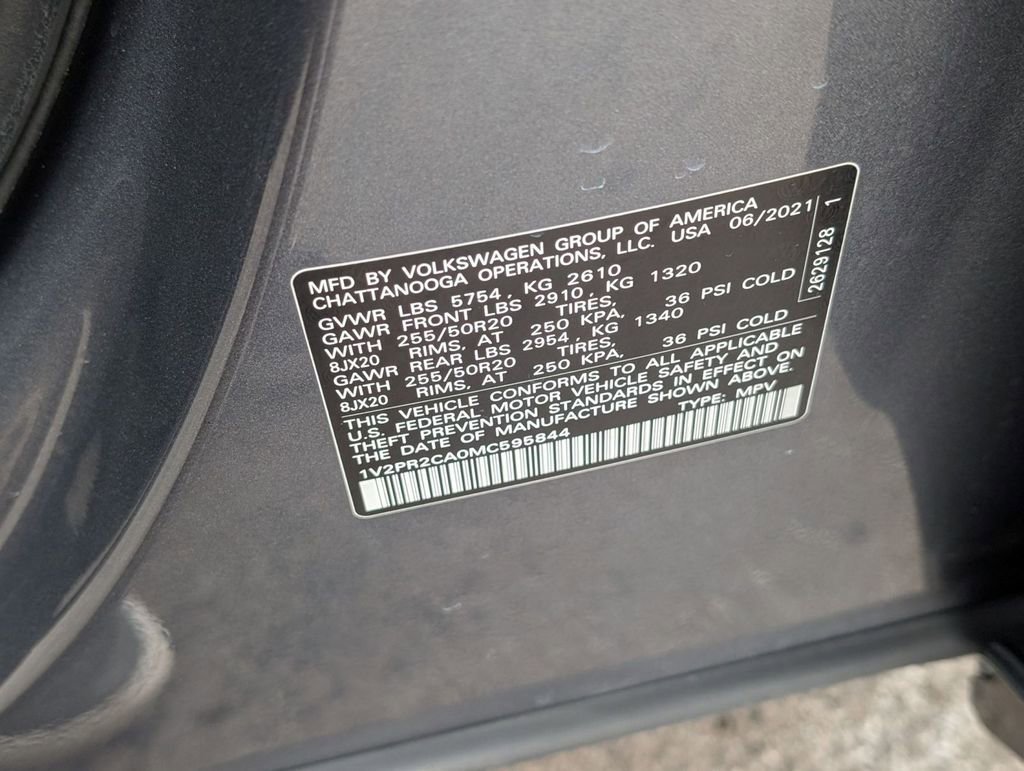 MFD BY VOLKSWAGEN GROUP OF AMERICA
CHATTANOOGA OPERATIONS, LLC. USA 06/2021
GVWR LBS 5754, KG 2610
GAWR FRONT LBS 2910, KG 1320
WITH 255/50R20 TIRES,
8JX20 RIMS, AT 250 KPA, 36 PSI COLD
GAWR REAR LBS 2954, KG 1340
WITH 255/50R20 TIRES,
8JX20 RIMS, AT 250 KPA, 36 PSI COLD
THIS VEHICLE CONFORMS TO ALL APPLICABLE
U.S. FEDERAL MOTOR VEHICLE SAFETY AND
THEFT PREVENTION STANDARDS IN EFFECT ON
THE DATE OF MANUFACTURE SHOWN ABOVE.
1V2PR2CA0MC595844 TYPE: MPV
2629128 1